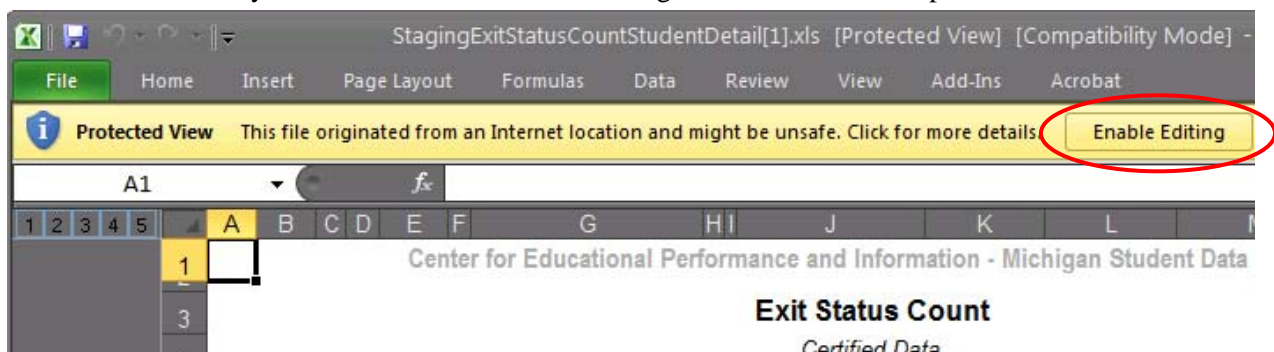 StagingExitStatusCountStudentDetail[1].xls [Protected View] [Compatibility Mode] -
File Home Insert Page Layout Formulas Data Review View Add-Ins Acrobat
Protected View This file originated from an Internet location and might be unsafe. Click for more details. Enable Editing
A1 fx
1 2 3 4 5 A B C D E F G H I J K L
1 Center for Educational Performance and Information - Michigan Student Data
3 Exit Status Count
Certified Data